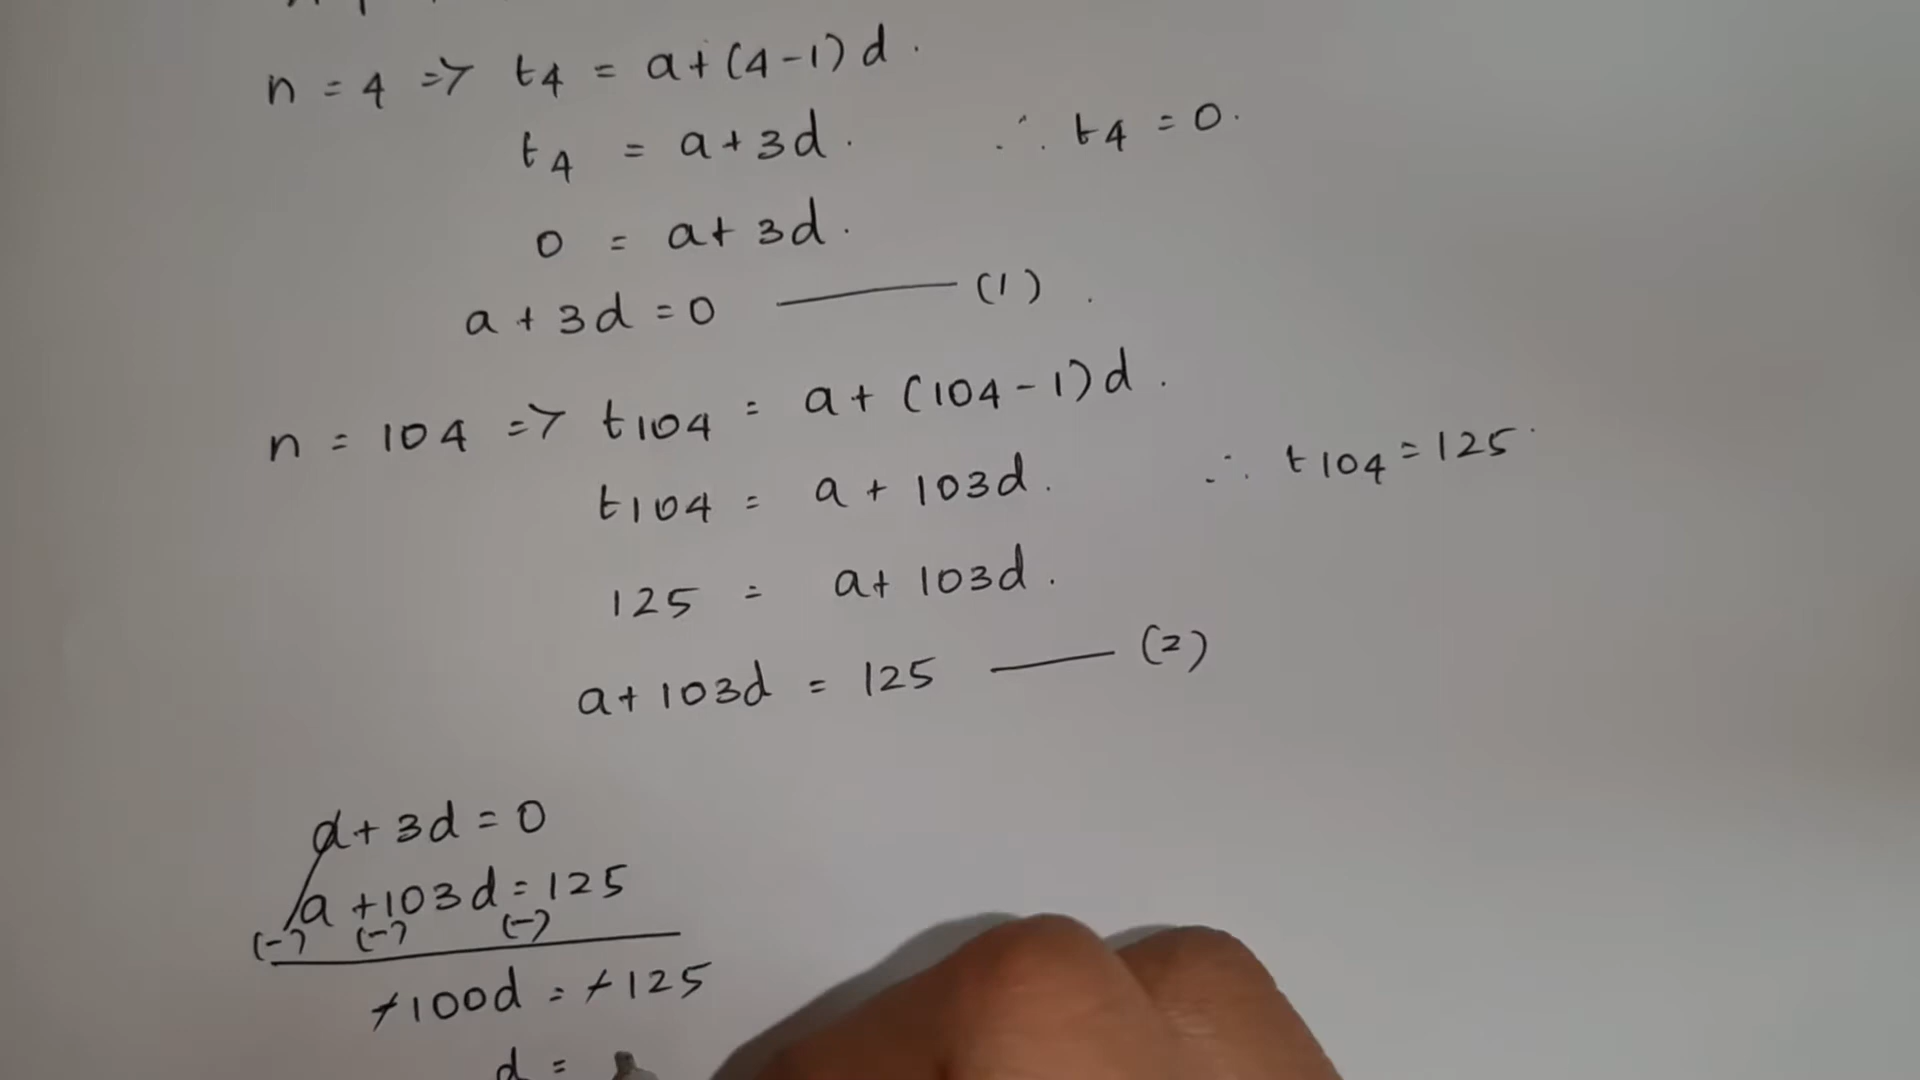 n = 4 => t4 = a+(4-1)d.
t4 = a+3d. ∴ t4 = 0.
0 = a+3d.
a+3d = 0 ——— (1)
n = 104 => t104 = a+(104-1)d.
t104 = a+103d. ∴ t104 = 125.
125 = a+103d.
a+103d = 125 ——— (2)
a+3d = 0
a+103d = 125
(-) (-) (-)
-100d = -125
d =